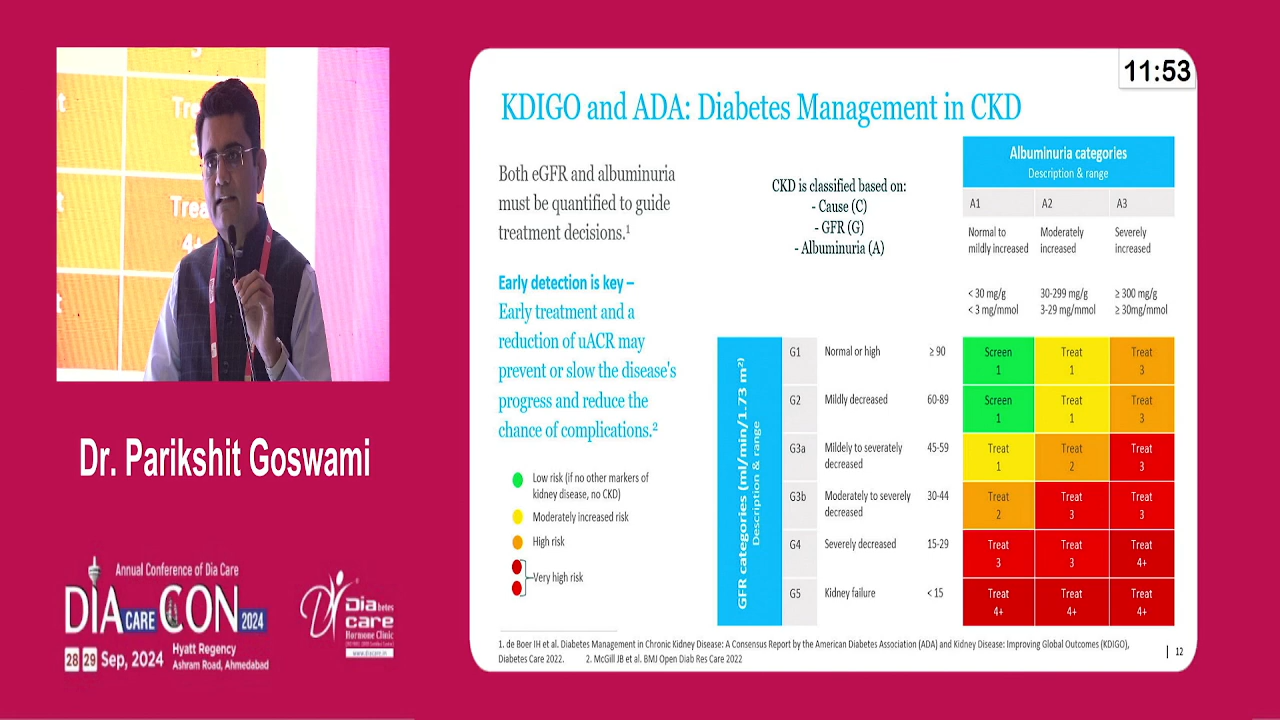 11:53
KDIGO and ADA: Diabetes Management in CKD
Both eGFR and albuminuria
must be quantified to guide
treatment decisions.1
Early detection is key –
Early treatment and a
reduction of uACR may
prevent or slow the disease's
progress and reduce the
chance of complications.2
Low risk (if no other markers of
kidney disease, no CKD)
Moderately increased risk
High risk
Very high risk
CKD is classified based on:
- Cause (C)
- GFR (G)
- Albuminuria (A)
Albuminuria categories
Description & range
A1 A2 A3
Normal to mildly increased
Moderately increased
Severely increased
< 30 mg/g
< 3 mg/mmol
30-299 mg/g
3-29 mg/mmol
≥ 300 mg/g
≥ 30mg/mmol
GFR categories (ml/min/1.73 m²)
Description & range
G1 Normal or high ≥ 90 Screen 1 Treat 1 Treat 3
G2 Mildly decreased 60-89 Screen 1 Treat 1 Treat 3
G3a Mildely to severately decreased 45-59 Treat 1 Treat 2 Treat 3
G3b Moderately to severely decreased 30-44 Treat 2 Treat 3 Treat 3
G4 Severely decreased 15-29 Treat 3 Treat 3 Treat 4+
G5 Kidney failure < 15 Treat 4+ Treat 4+ Treat 4+
1. de Boer IH et al. Diabetes Management in Chronic Kidney Disease: A Consensus Report by the American Diabetes Association (ADA) and Kidney Disease: Improving Global Outcomes (KDIGO),
Diabetes Care 2022. 2. McGill JB et al. BMJ Open Diab Res Care 2022
12
Tre
Trea
4+
Dr. Parikshit Goswami
Annual Conference of Dia Care
DIA CARE CON 2024
28 29 Sep, 2024
Hyatt Regency
Ashram Road, Ahmedabad
Diabetes
care
Hormone Clinic
www.diacare.in